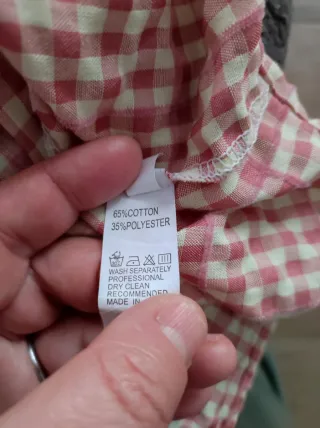 65%COTTON
35%POLYESTER
WASH SEPARATELY
PROFESSIONAL
DRY CLEAN
RECOMMENDED
MADE IN